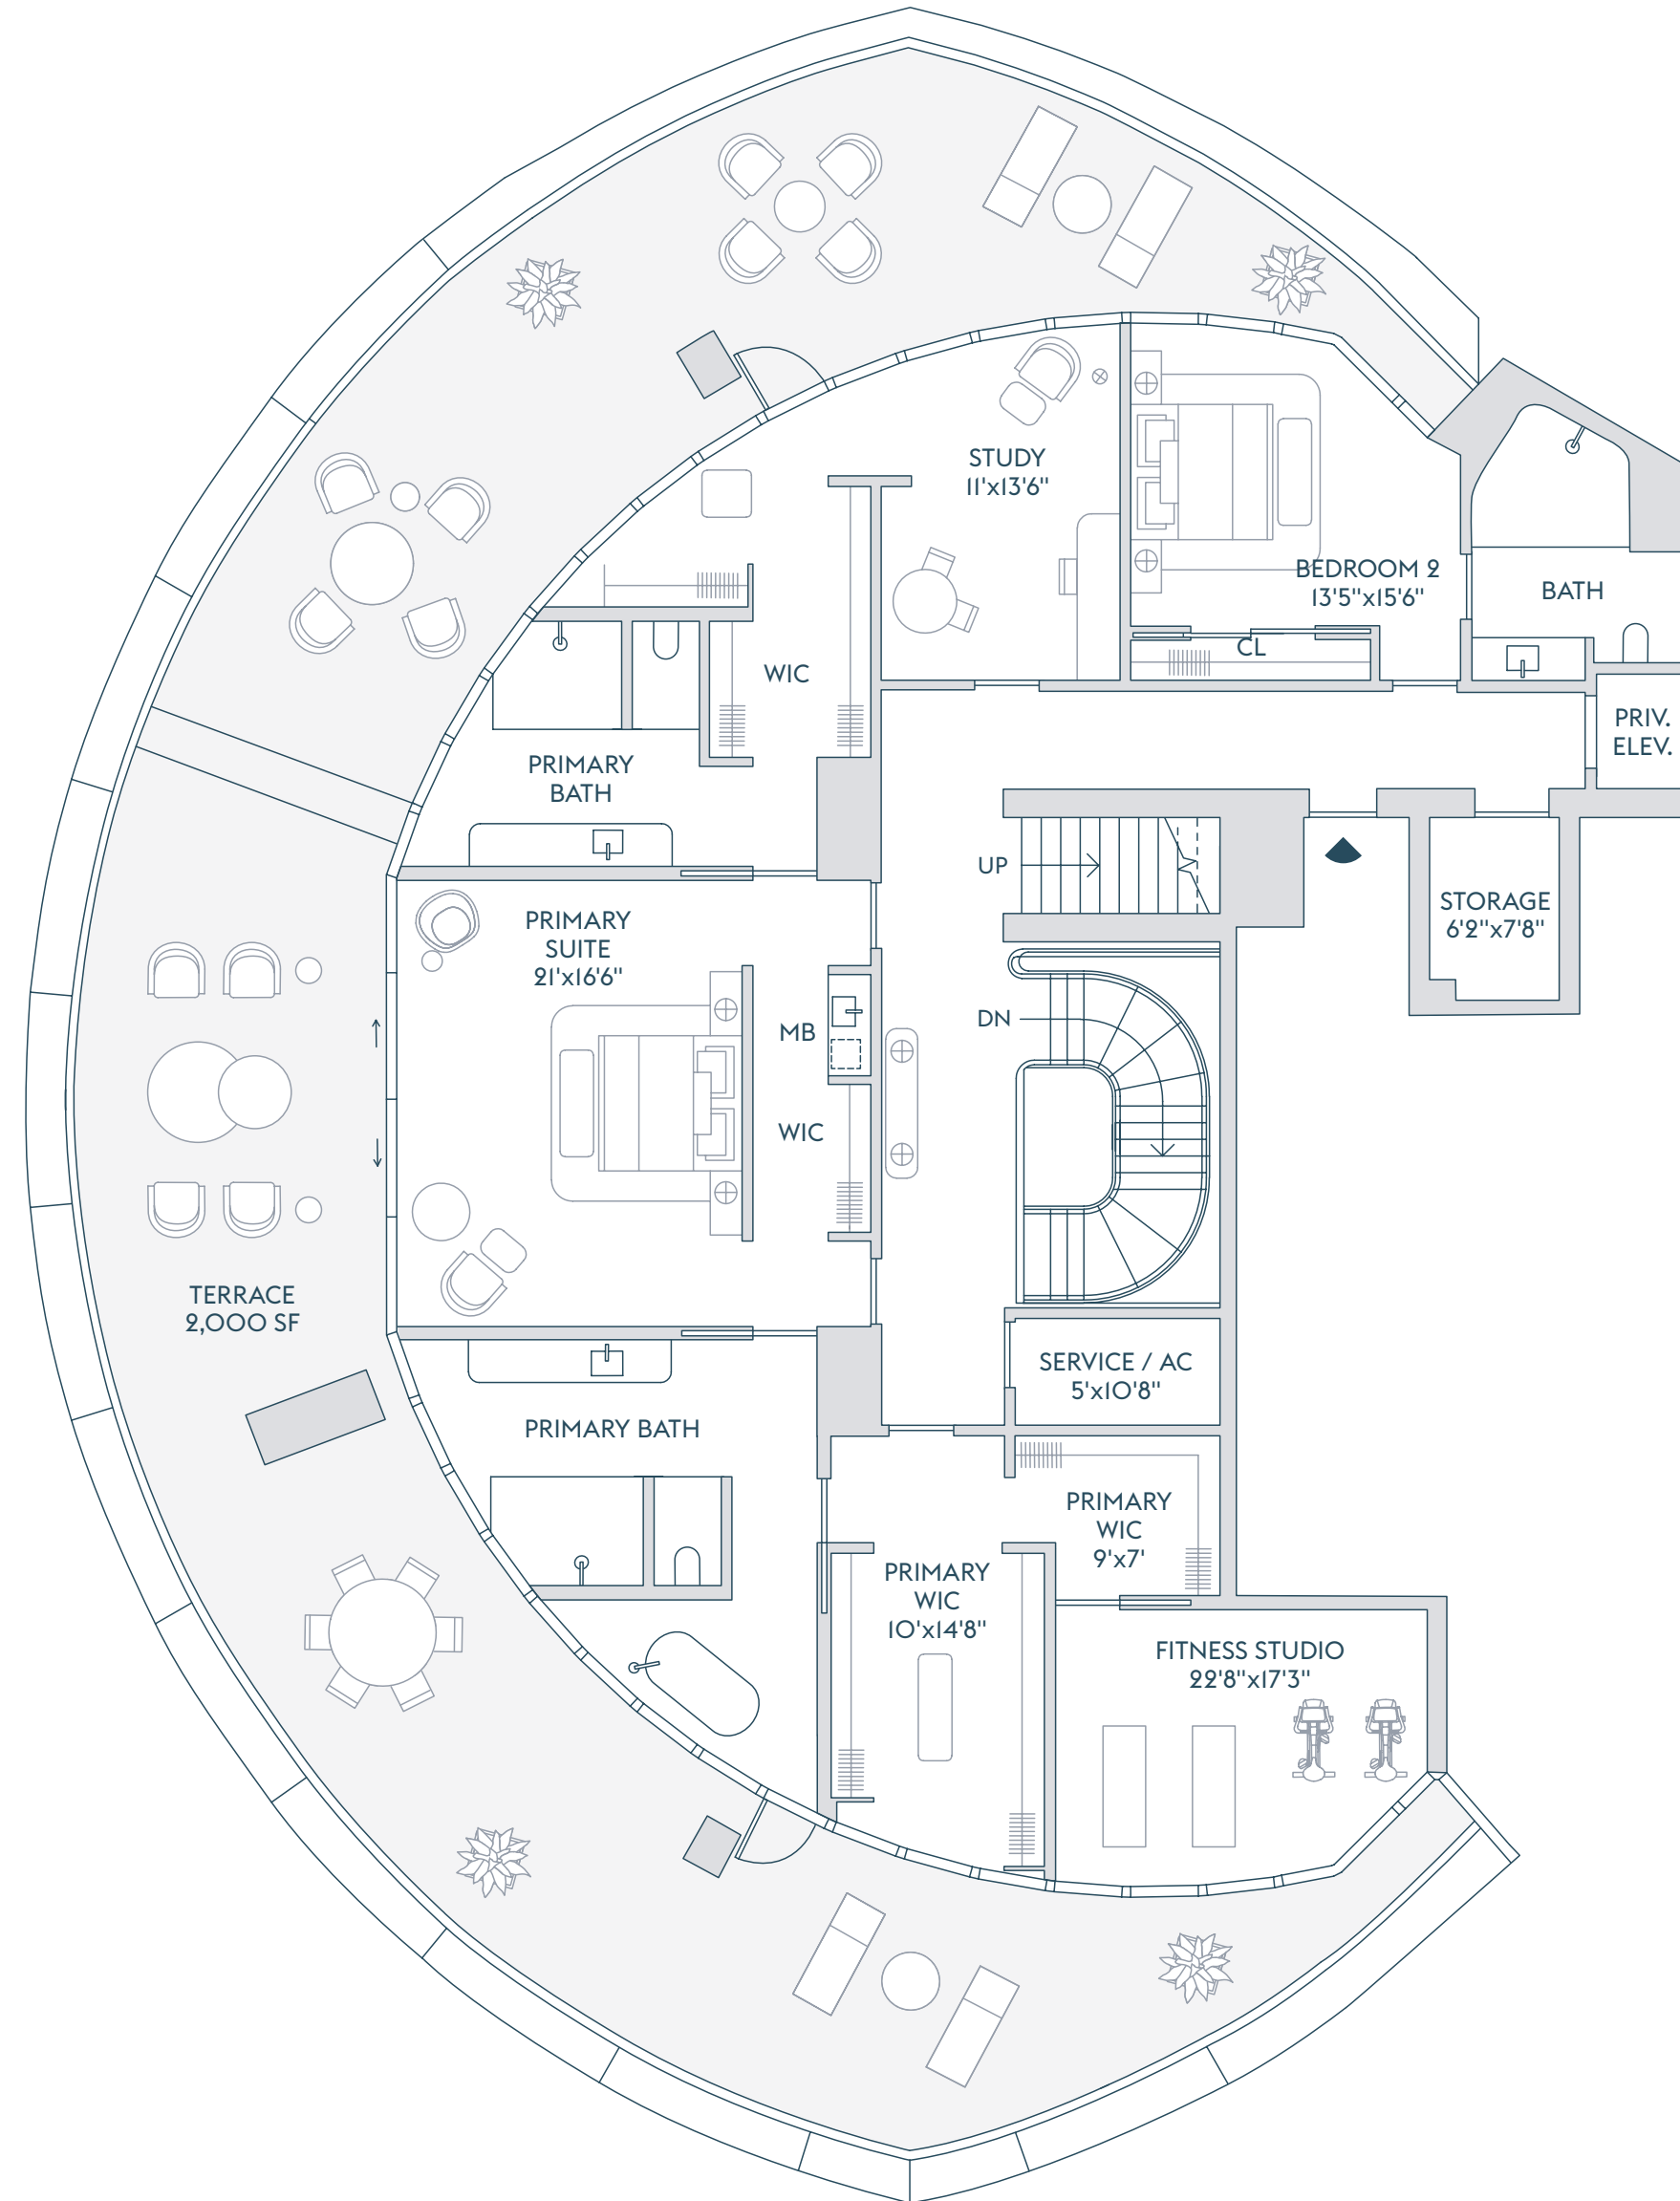 STUDY
11'x13'6"
BEDROOM 2
13'5"x15'6"
BATH
CL
WIC
PRIV.
ELEV.
PRIMARY
BATH
UP
STORAGE
6'2"x7'8"
PRIMARY
SUITE
21'x16'6"
MB
DN
WIC
TERRACE
2,000 SF
SERVICE / AC
5'x10'8"
PRIMARY BATH
PRIMARY
WIC
9'x7'
PRIMARY
WIC
10'x14'8"
FITNESS STUDIO
22'8"x17'3"